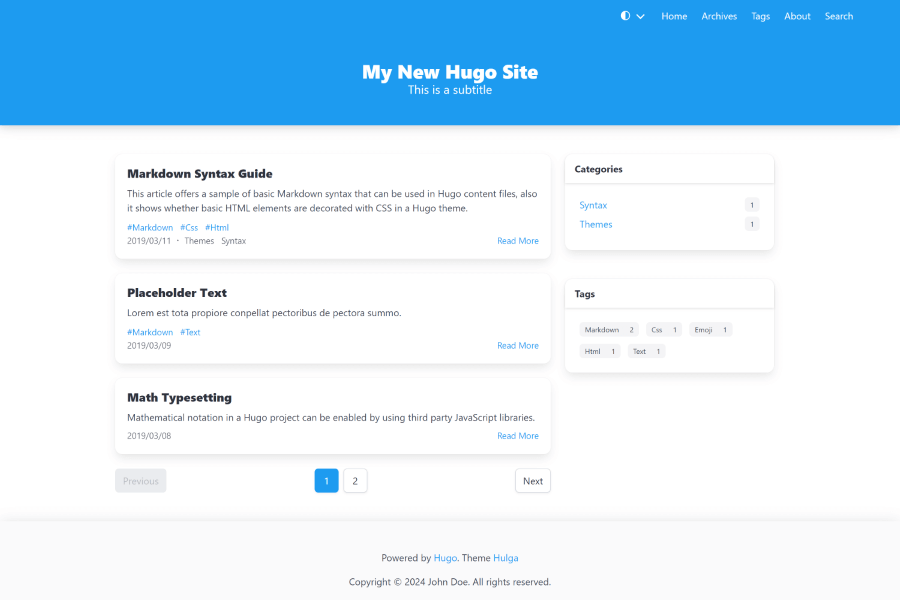 Home Archives Tags About Search
My New Hugo Site
This is a subtitle
Markdown Syntax Guide
This article offers a sample of basic Markdown syntax that can be used in Hugo content files, also
it shows whether basic HTML elements are decorated with CSS in a Hugo theme.
#Markdown #Css #Html
2019/03/11 · Themes Syntax Read More
Placeholder Text
Lorem est tota propiore conpellat pectoribus de pectora summo.
#Markdown #Text
2019/03/09 Read More
Math Typesetting
Mathematical notation in a Hugo project can be enabled by using third party JavaScript libraries.
2019/03/08 Read More
Previous 1 2 Next
Categories
Syntax 1
Themes 1
Tags
Markdown 2 Css 1 Emoji 1
Html 1 Text 1
Powered by Hugo. Theme Hulga
Copyright © 2024 John Doe. All rights reserved.